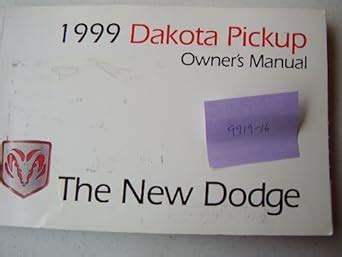 1999 Dakota Pickup
Owner's Manual
9919-16
The New Dodge